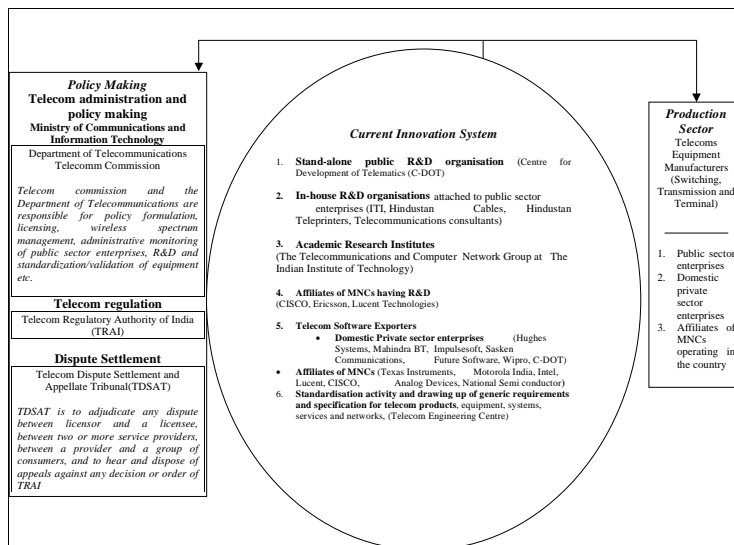 Policy Making
Telecom administration and
policy making
Ministry of Communications and
Information Technology
Department of Telecommunications
Telecomm Commission
Telecom commission and the
Department of Telecommunications are
responsible for policy formulation,
licensing, wireless spectrum
management, administrative monitoring
of public sector enterprises, R&D and
standardization/validation of equipment
etc.
Telecom regulation
Telecom Regulatory Authority of India
(TRAI)
Dispute Settlement
Telecom Dispute Settlement and
Appellate Tribunal(TDSAT)
TDSAT is to adjudicate any dispute
between licensor and a licensee,
between two or more service providers,
between a provider and a group of
consumers, and to hear and dispose of
appeals against any decision or order of
TRAI
Current Innovation System
1. Stand-alone public R&D organisation (Centre for
Development of Telematics (C-DOT)
2. In-house R&D organisations attached to public sector
enterprises (ITI, Hindustan Cables, Hindustan
Teleprinters, Telecommunications consultants)
3. Academic Research Institutes
(The Telecommunications and Computer Network Group at The
Indian Institute of Technology)
4. Affiliates of MNCs having R&D
(CISCO, Ericsson, Lucent Technologies)
5. Telecom Software Exporters
• Domestic Private sector enterprises (Hughes
Systems, Mahindra BT, Impulsesoft, Sasken
Communications, Future Software, Wipro, C-DOT)
• Affiliates of MNCs (Texas Instruments, Motorola India, Intel,
Lucent, CISCO, Analog Devices, National Semi conductor)
6. Standardisation activity and drawing up of generic requirements
and specification for telecom products, equipment, systems,
services and networks, (Telecom Engineering Centre)
Production
Sector
Telecoms
Equipment
Manufacturers
(Switching,
Transmission and
Terminal)
1. Public sector
enterprises
2. Domestic
private
sector
enterprises
3. Affiliates of
MNCs
operating in
the country